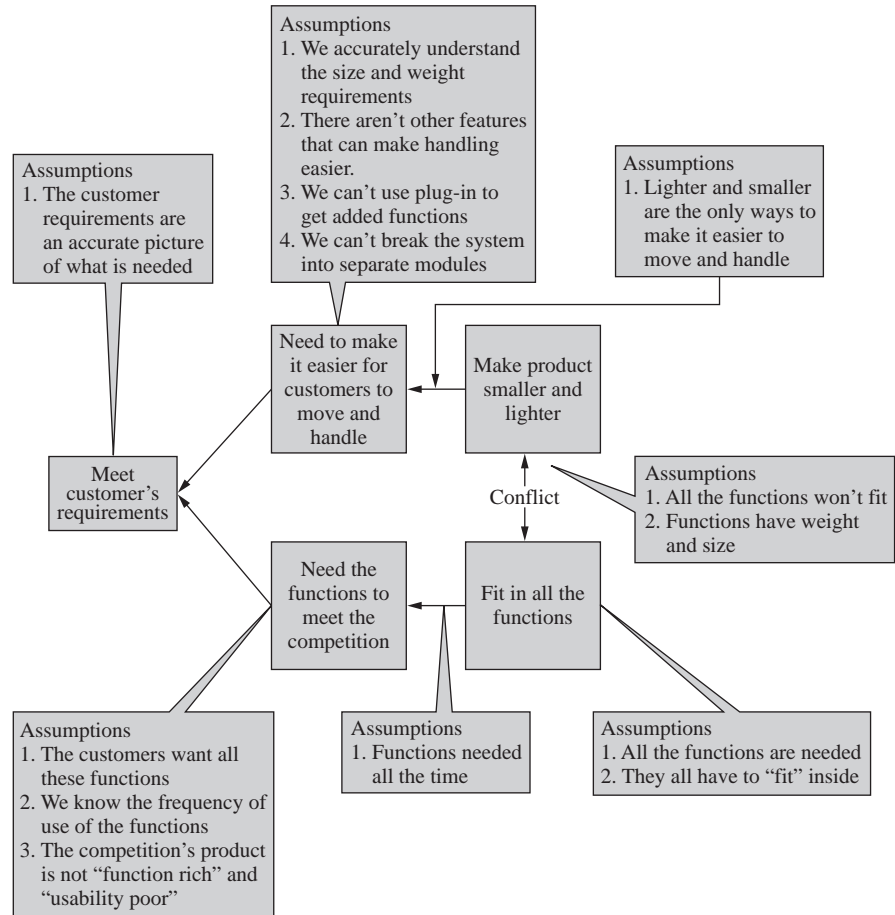 Assumptions
1. We accurately understand
the size and weight
requirements
2. There aren't other features
that can make handling
easier.
3. We can't use plug-in to
get added functions
4. We can't break the system
into separate modules
Assumptions
1. The customer
requirements are
an accurate picture
of what is needed
Assumptions
1. Lighter and smaller
are the only ways to
make it easier to
move and handle
Need to make
it easier for
customers to
move and
handle
Make product
smaller and
lighter
Meet
customer's
requirements
Conflict
Assumptions
1. All the functions won't fit
2. Functions have weight
and size
Need the
functions to
meet the
competition
Fit in all the
functions
Assumptions
1. The customers want all
these functions
2. We know the frequency of
use of the functions
3. The competition's product
is not “function rich” and
“usability poor”
Assumptions
1. Functions needed
all the time
Assumptions
1. All the functions are needed
2. They all have to “fit” inside